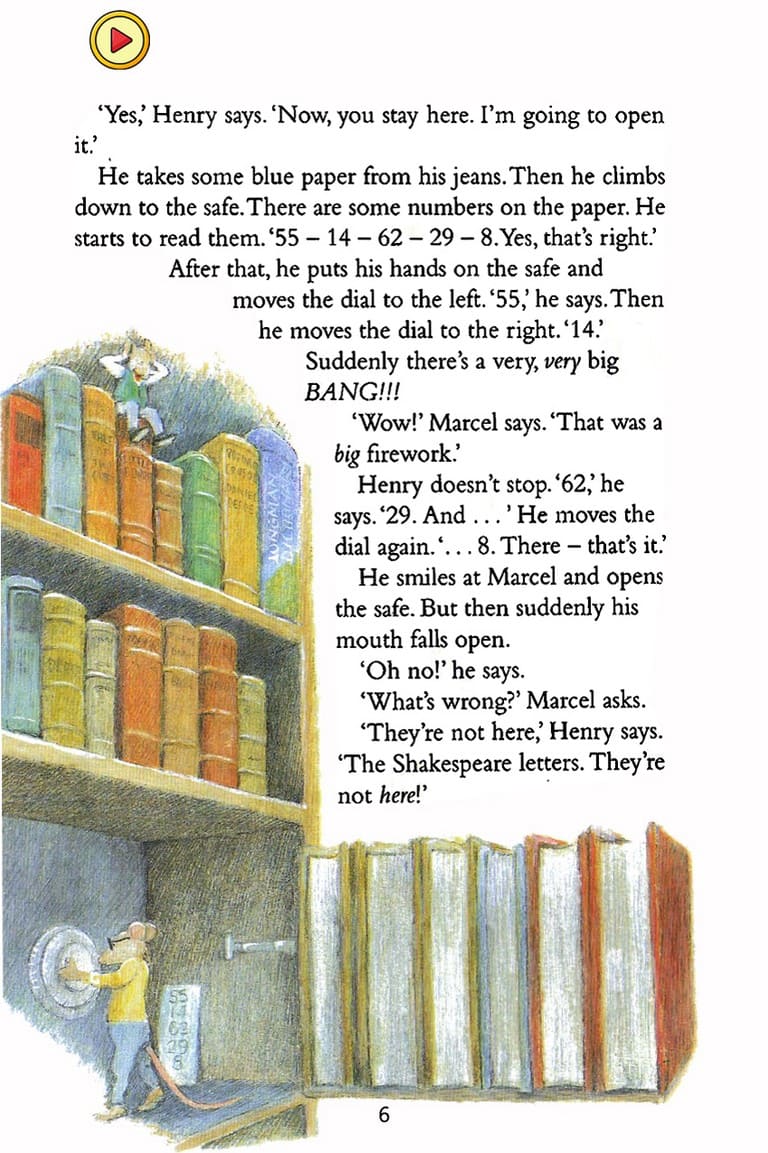 ‘Yes,’ Henry says. ‘Now, you stay here. I’m going to open
it.’
He takes some blue paper from his jeans. Then he climbs
down to the safe. There are some numbers on the paper. He
starts to read them. ‘55 – 14 – 62 – 29 – 8. Yes, that’s right.’
After that, he puts his hands on the safe and
moves the dial to the left. ‘55,’ he says. Then
he moves the dial to the right. ‘14.’
Suddenly there’s a very, very big
BANG!!!
‘Wow!’ Marcel says. ‘That was a
big firework.’
Henry doesn’t stop. ‘62,’ he
says. ‘29. And . . . ’ He moves the
dial again. ‘. . . 8. There – that’s it.’
He smiles at Marcel and opens
the safe. But then suddenly his
mouth falls open.
‘Oh no!’ he says.
‘What’s wrong?’ Marcel asks.
‘They’re not here,’ Henry says.
‘The Shakespeare letters. They’re
not here!’
55
14
62
29
8
6